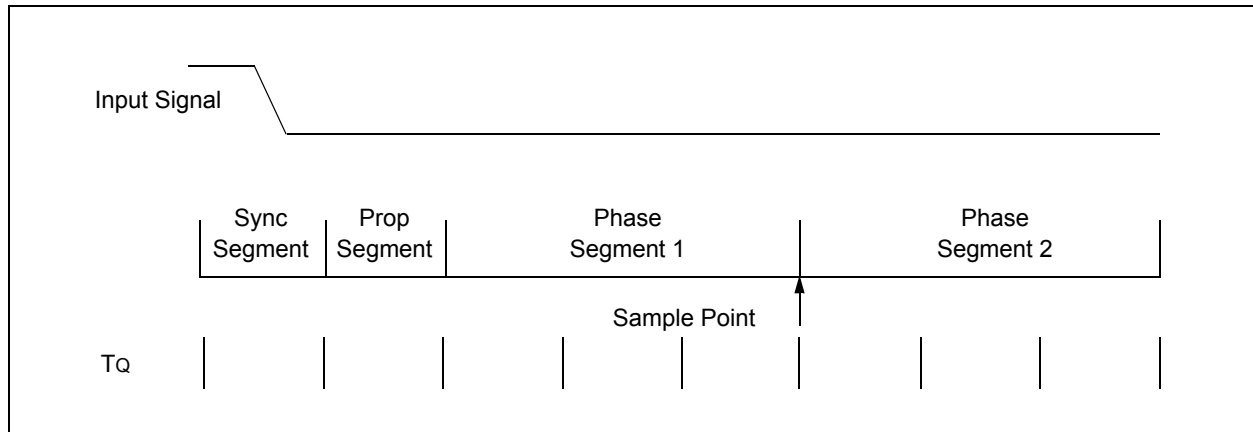 Input Signal
Sync
Segment
Prop
Segment
Phase
Segment 1
Phase
Segment 2
Sample Point
TQ